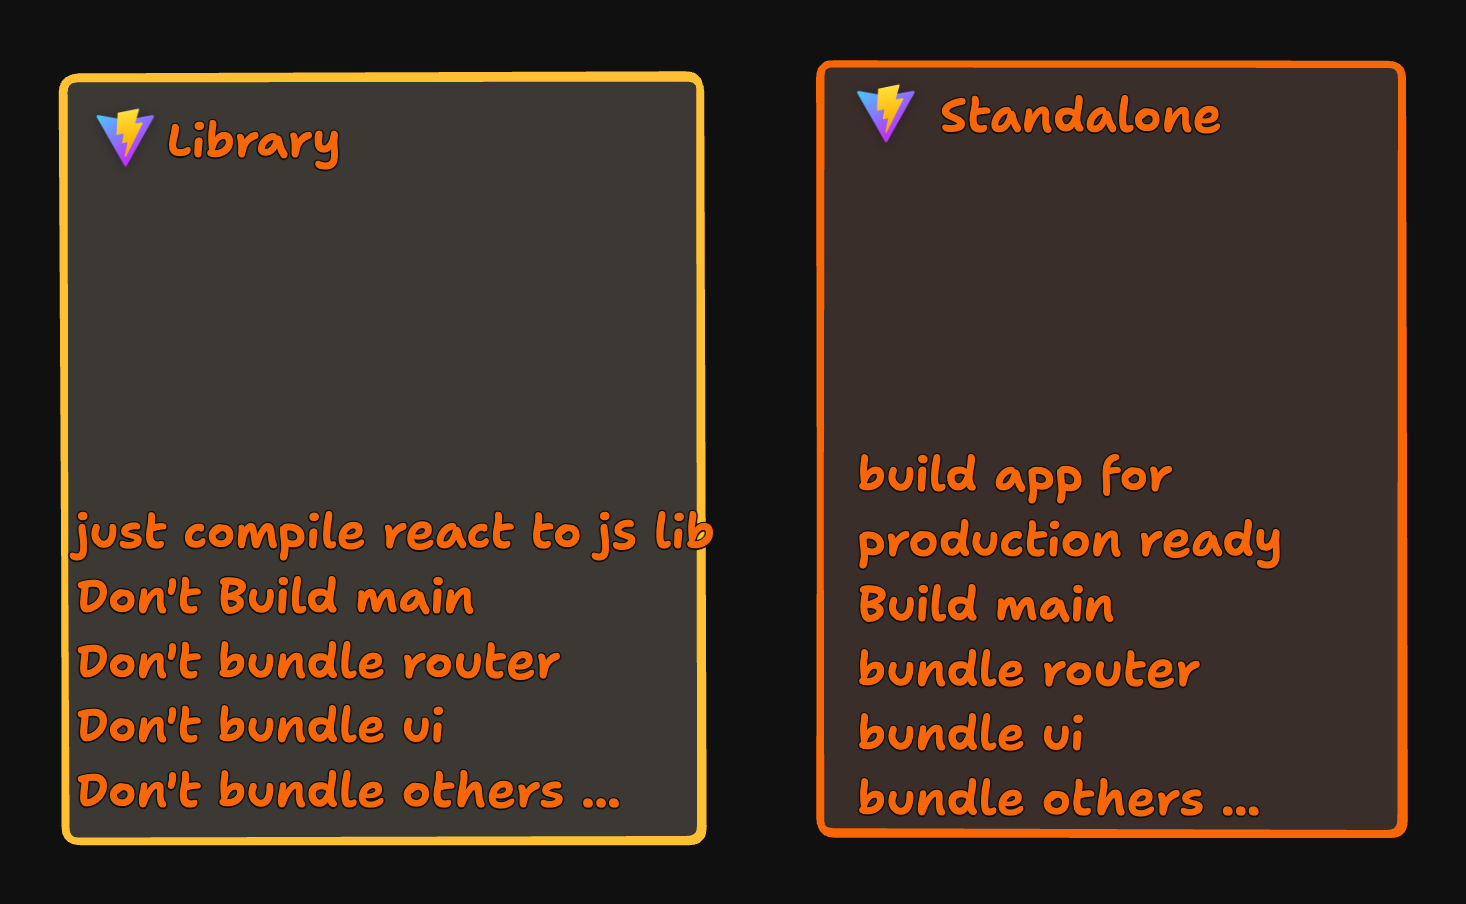 Library
just compile react to js lib
Don't Build main
Don't bundle router
Don't bundle ui
Don't bundle others ...
Standalone
build app for
production ready
Build main
bundle router
bundle ui
bundle others ...